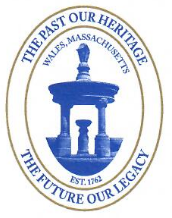 THE PAST OUR HERITAGE
WALES, MASSACHUSETTS
EST. 1762
THE FUTURE OUR LEGACY